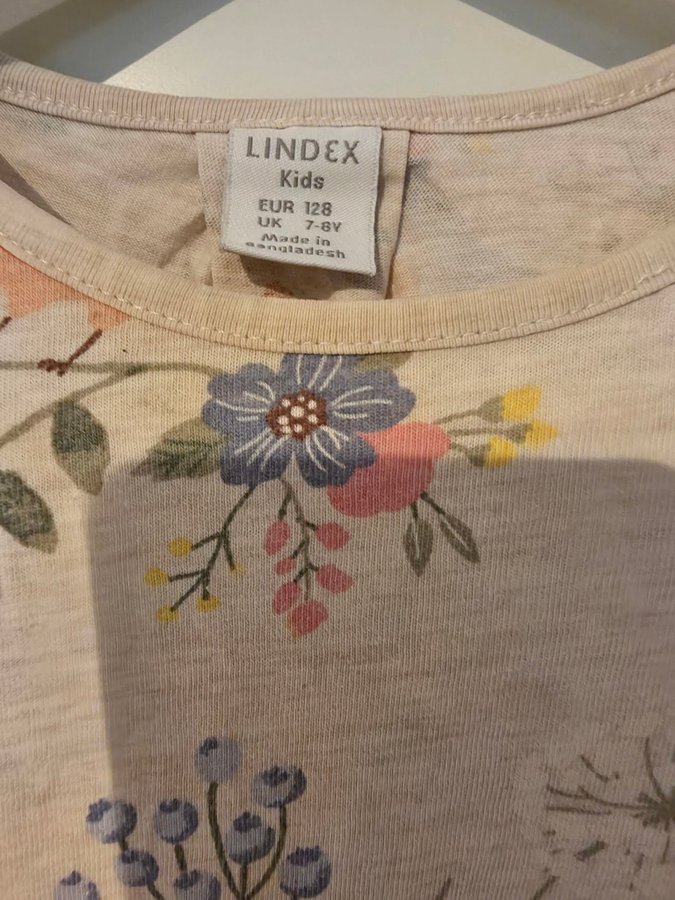 LINDEX
Kids
EUR 128
UK 7-8Y
Made in
Bangladesh